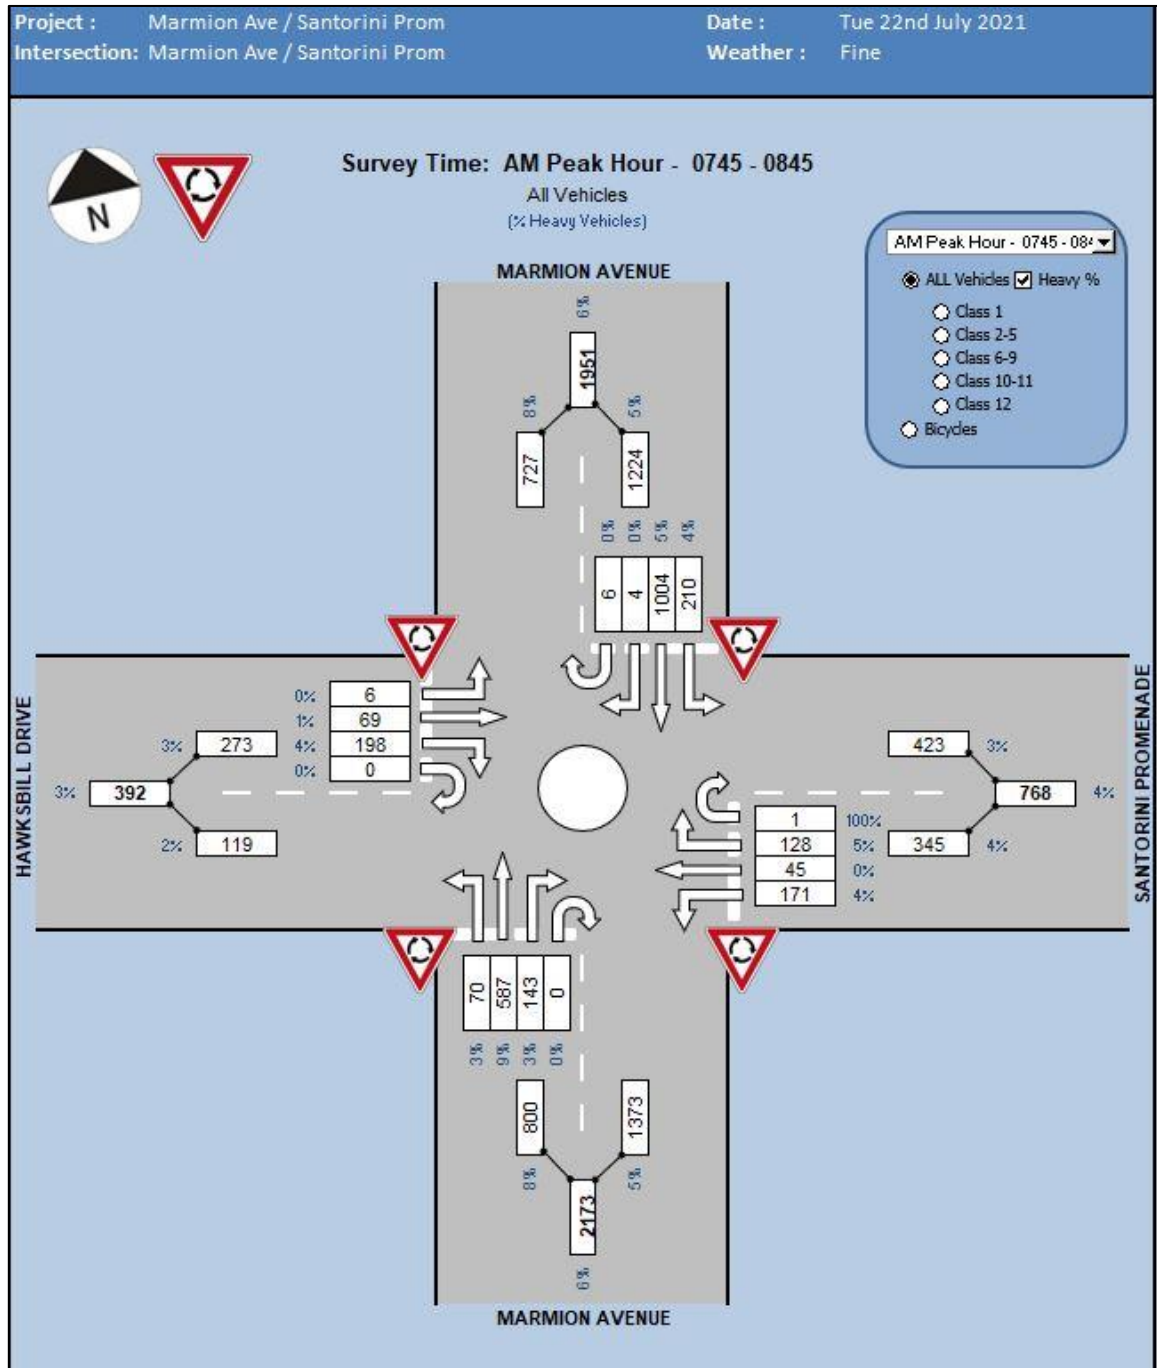 Project : Marmion Ave / Santorini Prom Date : Tue 22nd July 2021
Intersection: Marmion Ave / Santorini Prom Weather : Fine
N
Survey Time: AM Peak Hour - 0745 - 0845
All Vehicles
(% Heavy Vehicles)
AM Peak Hour - 0745 - 084
ALL Vehicles Heavy %
Class 1
Class 2-5
Class 6-9
Class 10-11
Class 12
Bicycles
MARMION AVENUE
6%
1951
8% 5%
727 1224
0% 0% 5% 4%
6 4 1004 210
HAWKSBILL DRIVE
0% 6
1% 69
4% 198
0% 0
3% 273
3% 392
2% 119
SANTORINI PROMENADE
423 3%
768 4%
345 4%
1 100%
128 5%
45 0%
171 4%
70 587 143 0
3% 9% 3% 0%
800 1373
8% 5%
2173
6%
MARMION AVENUE